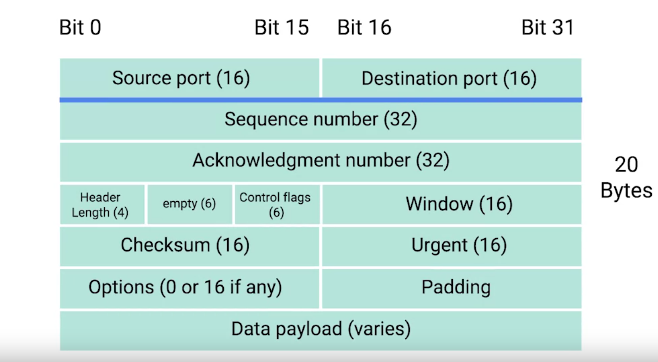 Bit 0 Bit 15 Bit 16 Bit 31
Source port (16) Destination port (16)
Sequence number (32)
Acknowledgment number (32)
Header Length (4) empty (6) Control flags (6) Window (16)
Checksum (16) Urgent (16)
Options (0 or 16 if any) Padding
Data payload (varies)
20
Bytes